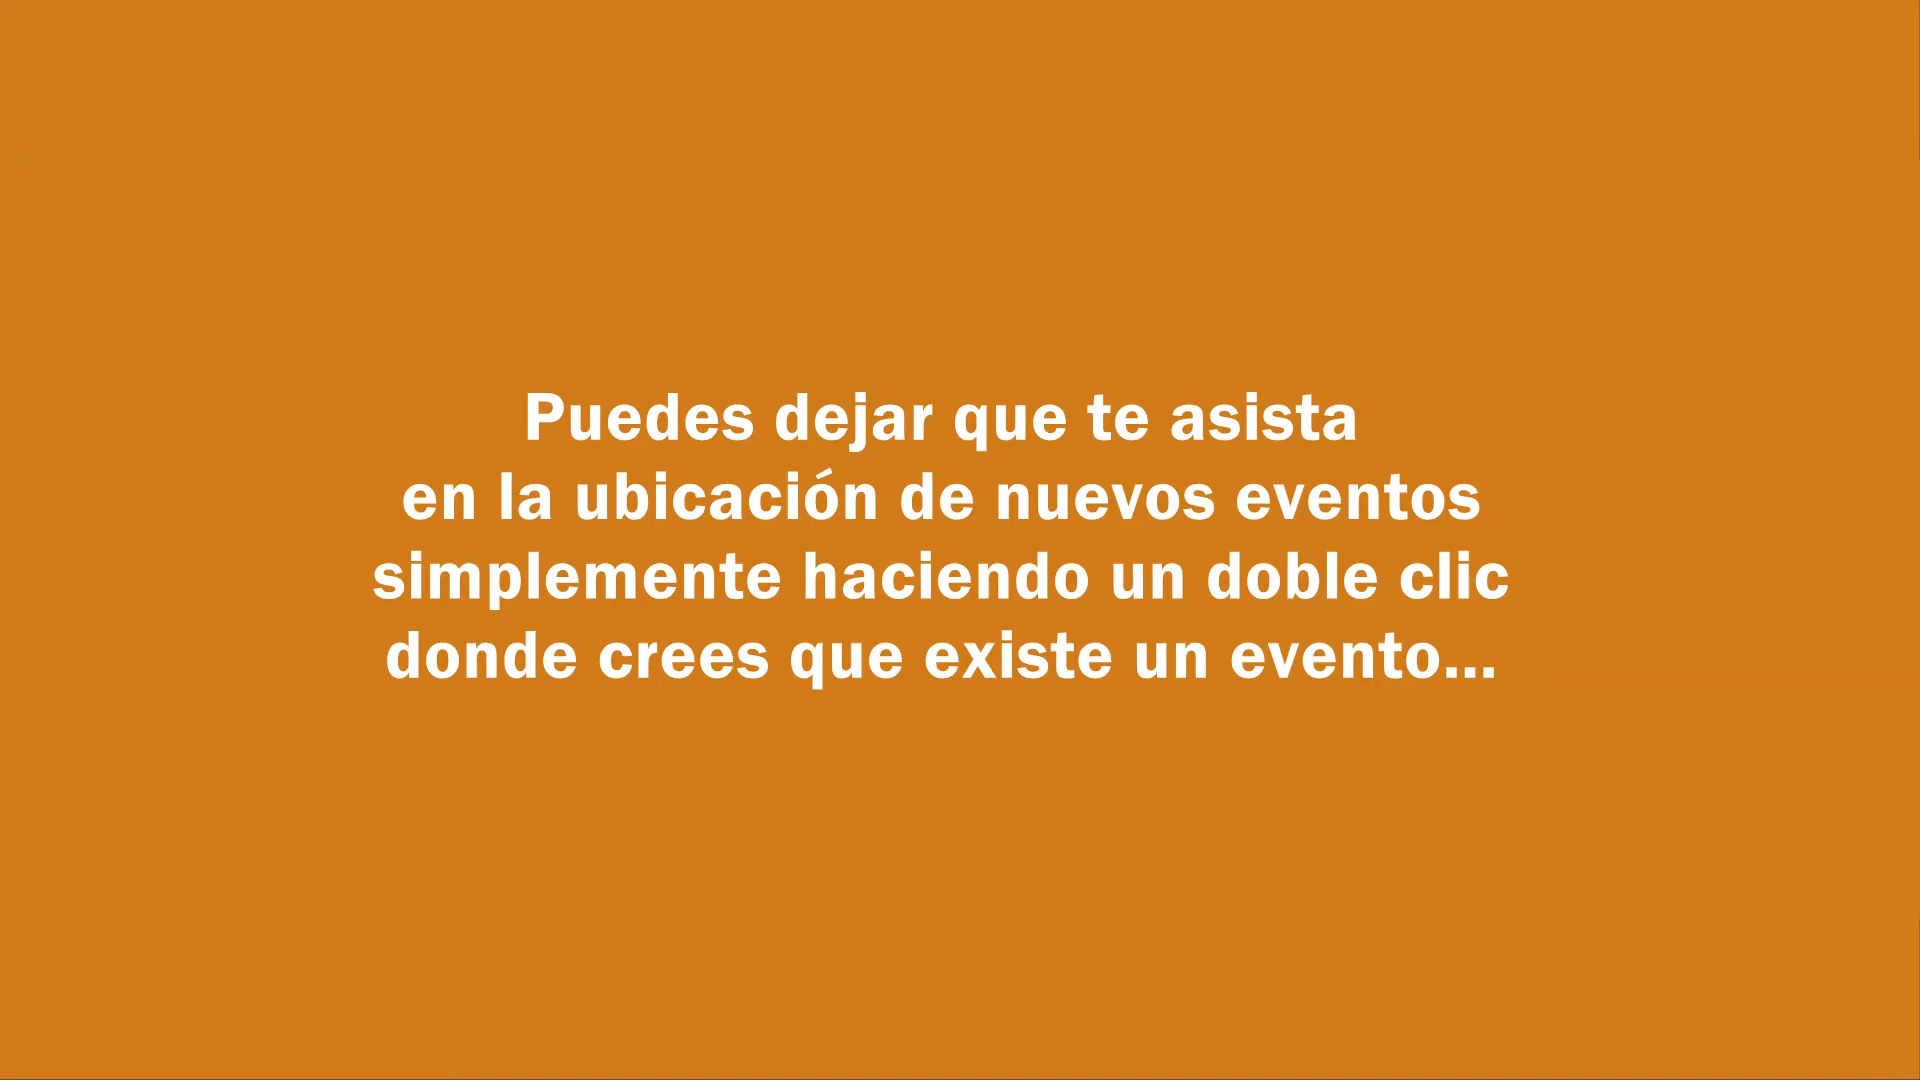 Puedes dejar que te asista
en la ubicación de nuevos eventos
simplemente haciendo un doble clic
donde crees que existe un evento...